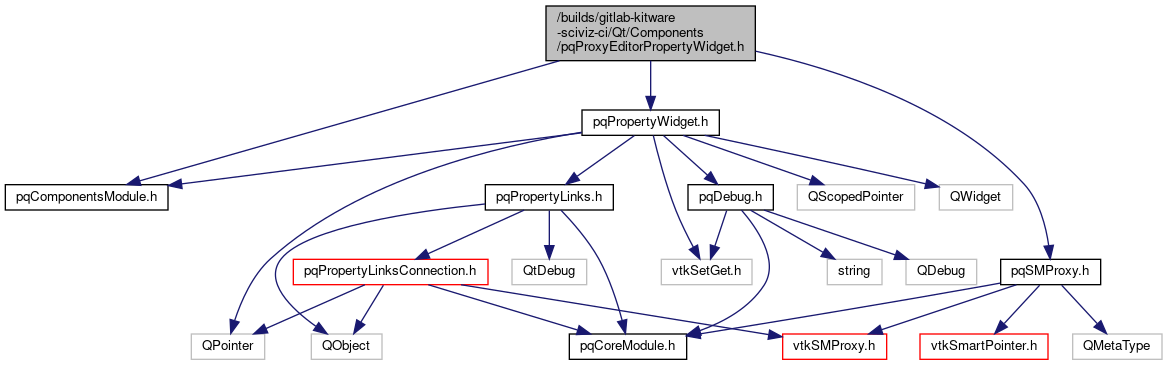 /builds/gitlab-kitware
-sciviz-ci/Qt/Components
/pqProxyEditorPropertyWidget.h
pqPropertyWidget.h
pqComponentsModule.h
pqPropertyLinks.h
pqDebug.h
QScopedPointer
QWidget
pqPropertyLinksConnection.h
QtDebug
vtkSetGet.h
string
QDebug
pqSMProxy.h
QPointer
QObject
pqCoreModule.h
vtkSMProxy.h
vtkSmartPointer.h
QMetaType